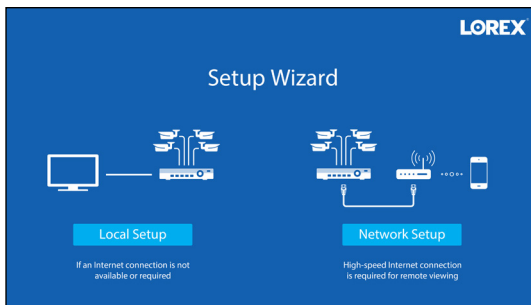 LOREX
Setup Wizard
Local Setup
If an Internet connection is not
available or required
Network Setup
High-speed Internet connection
is required for remote viewing